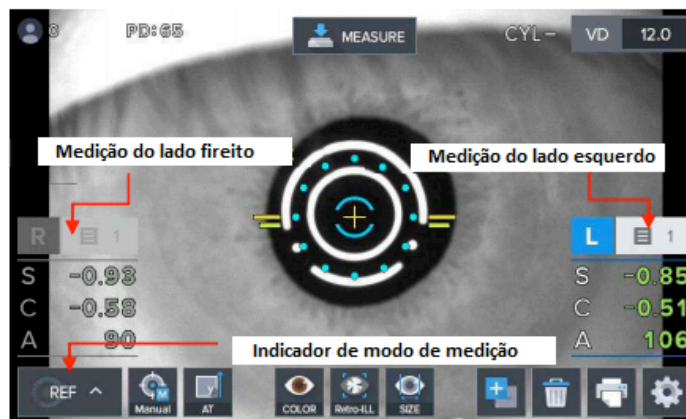 8 PD:65 MEASURE CYL- VD 12.0
Medição do lado fireito
Medição do lado esquerdo
R 1
L 1
S -0.93
C -0.58
A 90
S -0.85
C -0.51
A 106
Indicador de modo de medição
REF Manual AT COLOR Retro-ILL SIZE
M
y